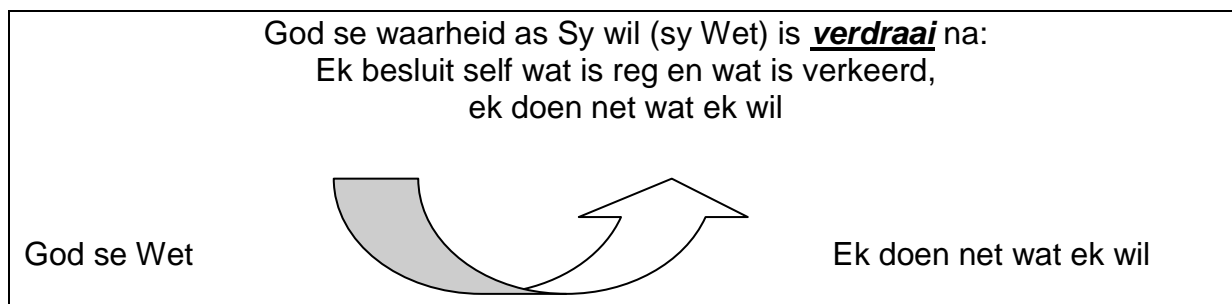 God se waarheid as Sy wil (sy Wet) is verdraai na:
Ek besluit self wat is reg en wat is verkeerd,
ek doen net wat ek wil
God se Wet
Ek doen net wat ek wil